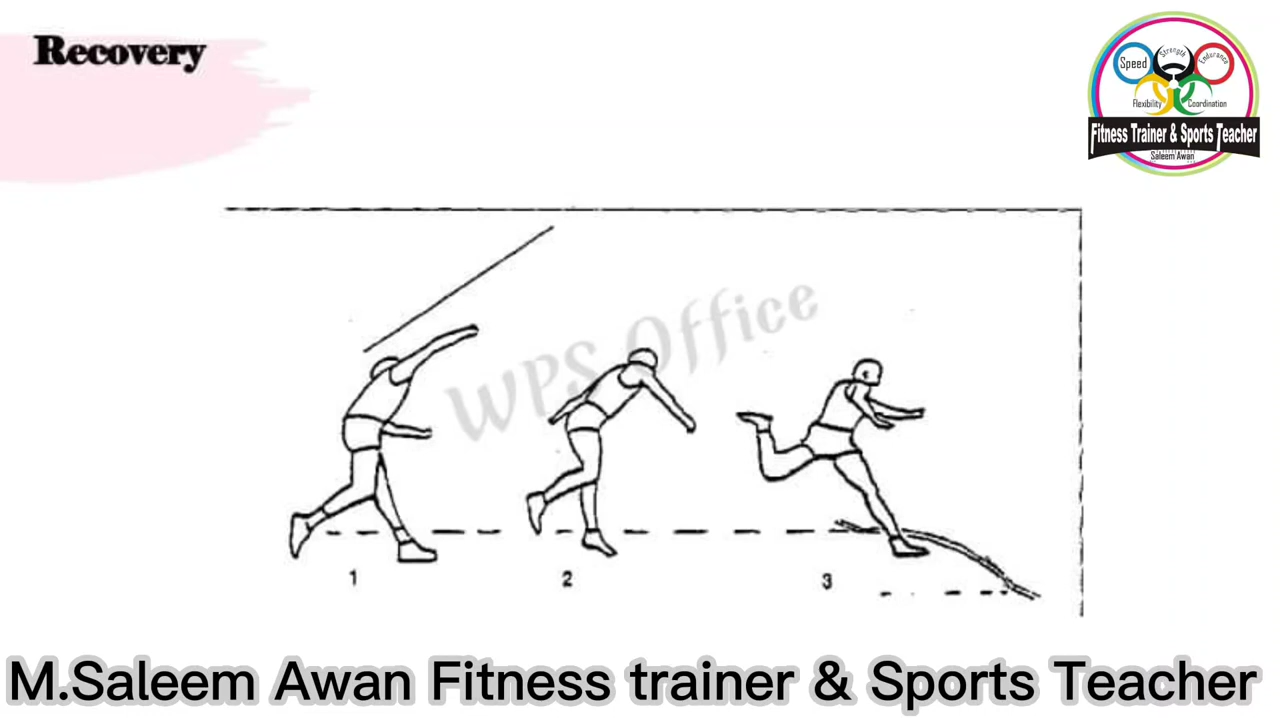 Recovery
Speed
Strength
Endurance
Flexibility
Coordination
Fitness Trainer & Sports Teacher
Saleem Awan
WPS Office
1
2
3
M.Saleem Awan Fitness trainer & Sports Teacher